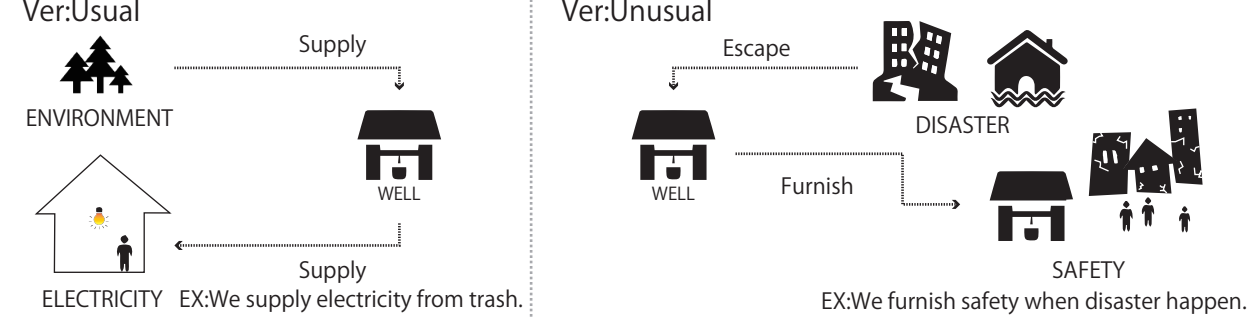 Ver:Usual
Supply
ENVIRONMENT
WELL
Supply
ELECTRICITY
EX:We supply electricity from trash.
Ver:Unusual
Escape
DISASTER
WELL
Furnish
SAFETY
EX:We furnish safety when disaster happen.